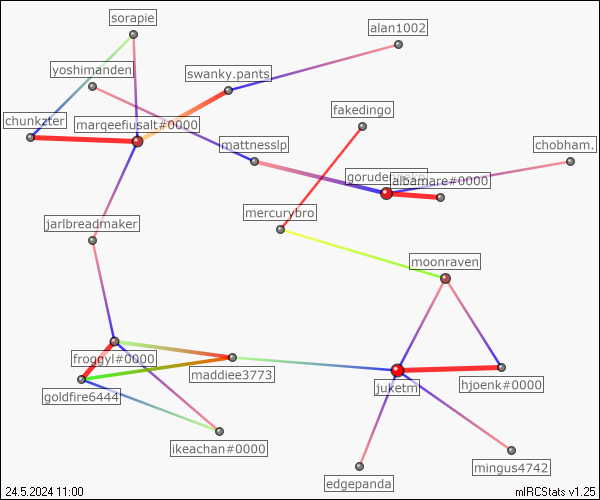 sorapie
alan1002
yoshimanden
swanky.pants
fakedingo
chunkzter
marqeefiusalt#0000
mattnesslp
chobham.
albamare#0000
mercurybro
jarlbreadmaker
moonraven
froggyl#0000
maddiee3773
juketm
hjoenk#0000
goldfire6444
ikeachan#0000
mingus4742
edgepanda
24.5.2024 11:00
mIRCStats v1.25